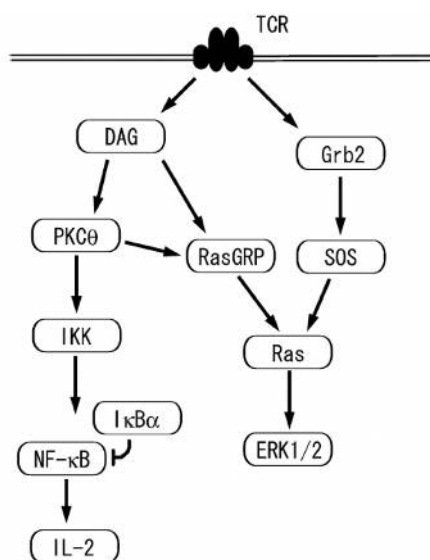 TCR
DAG
Grb2
PKCθ
RasGRP
SOS
IKK
Ras
IκBα
NF-κB
ERK1/2
IL-2